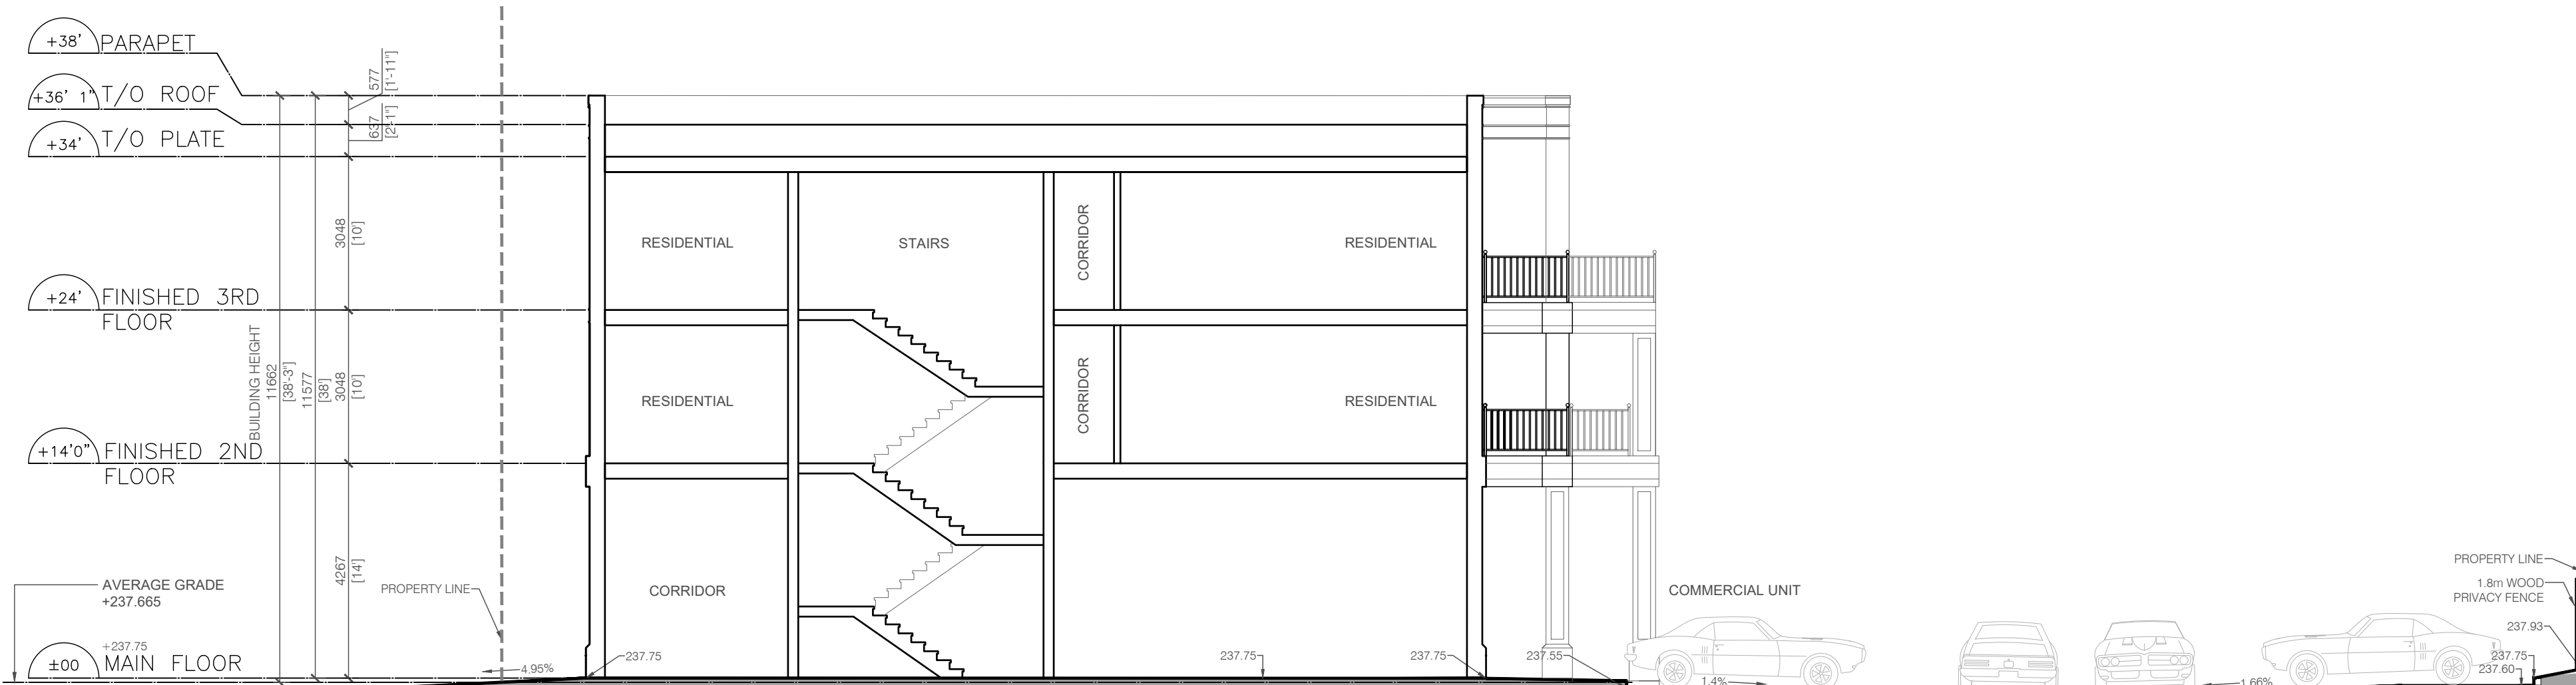 +38'
PARAPET
+36' 1"
T/O ROOF
+34'
T/O PLATE
577
[1'-11"]
637
[2'-1"]
3048
[10']
RESIDENTIAL
STAIRS
CORRIDOR
RESIDENTIAL
+24'
FINISHED 3RD
FLOOR
BUILDING HEIGHT
11662
[38'-3"]
11577
[38']
3048
[10']
RESIDENTIAL
CORRIDOR
RESIDENTIAL
+14'0"
FINISHED 2ND
FLOOR
4267
[14']
AVERAGE GRADE
+237.665
PROPERTY LINE
CORRIDOR
COMMERCIAL UNIT
PROPERTY LINE
1.8m WOOD
PRIVACY FENCE
237.93
+237.75
±00
MAIN FLOOR
4.95%
237.75
237.75
237.75
237.55
1.4%
1.66%
237.75
237.60